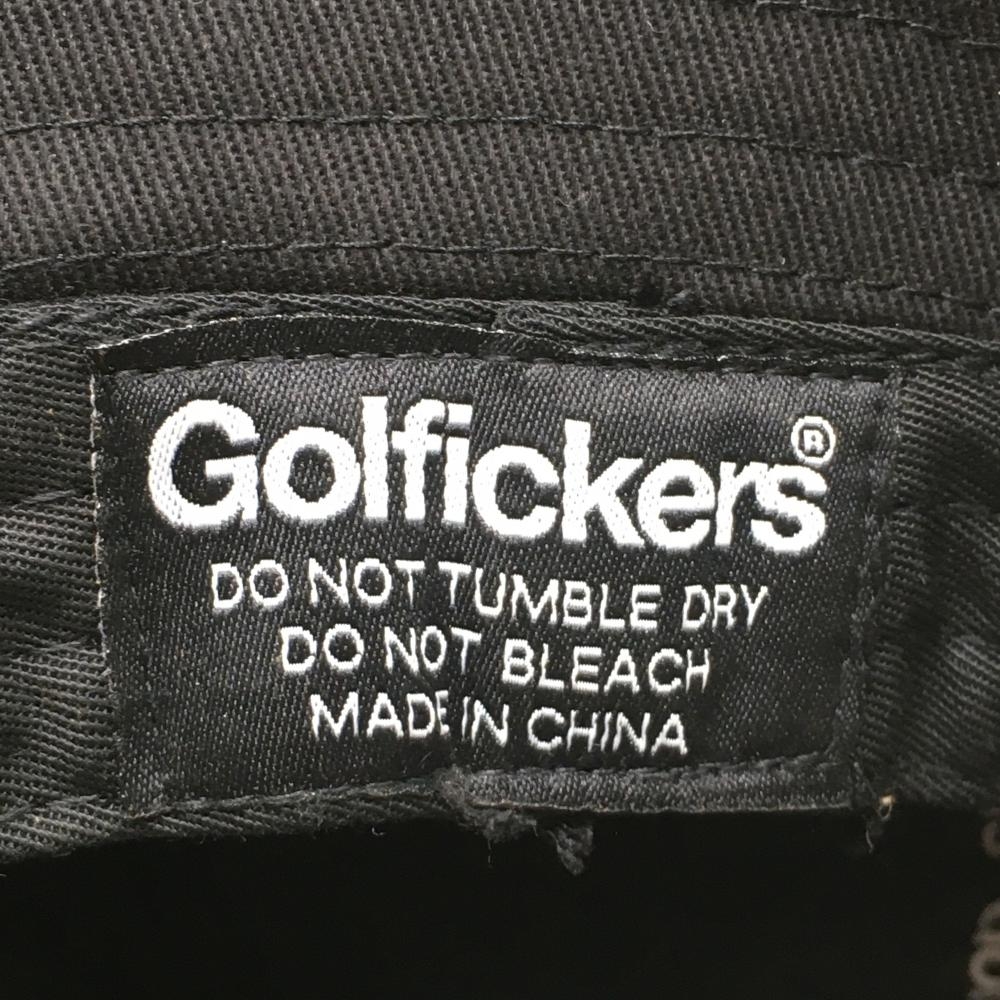 Golfickers®
DO NOT TUMBLE DRY
DO NOT BLEACH
MADE IN CHINA